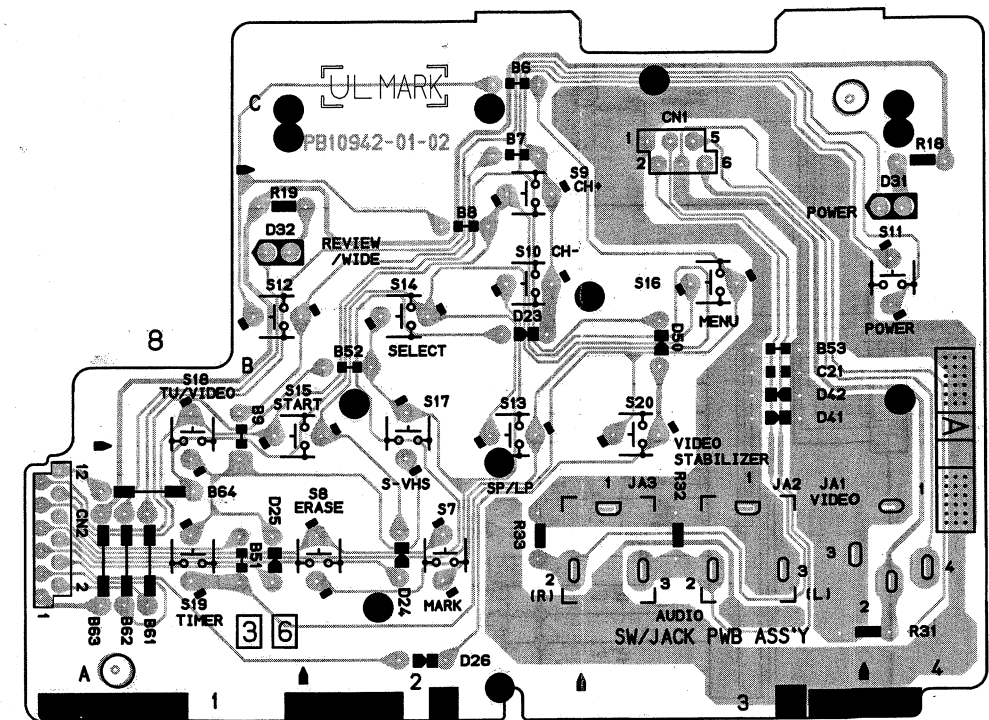 B6
UL MARK
C
CN1
PB10942-01-02
1
5
B7
R18
2
6
S9
CH+
D31
R19
POWER
B8
D32
S11
REVIEW
/WIDE
CH-
S10
S12
S14
S16
D23
MENU
POWER
8
D50
SELECT
B53
B52
B
C21
S18
TV/VIDEO
S15
START
D42
B9
S17
S13
S20
D41
A
VIDEO
STABILIZER
12
S-VHS
SP/LP
R32
1
JA3
1
JA2
JA1
VIDEO
1
B64
CN2
D25
S8
ERASE
S7
R33
B51
3
2
(R)
3
2
3
(L)
4
2
1
S19
TIMER
D24
MARK
2
B63
B62
B61
3 6
AUDIO
SW/JACK PWB ASS'Y
R31
D26
A
2
4
1
3